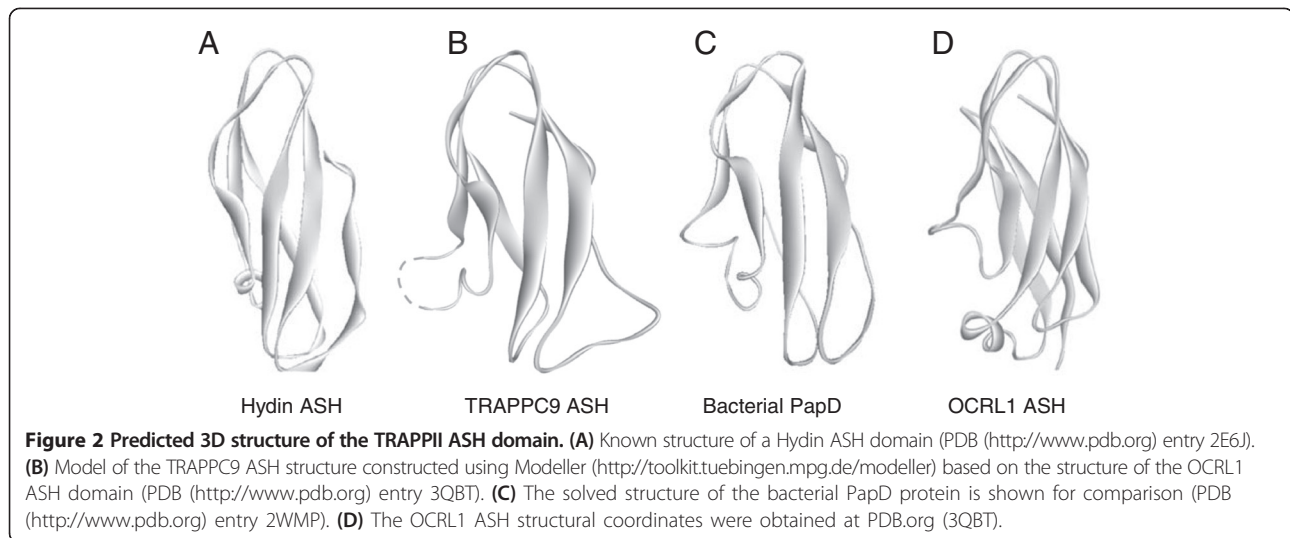 A
B
C
D
Hydin ASH
TRAPPC9 ASH
Bacterial PapD
OCRL1 ASH
Figure 2 Predicted 3D structure of the TRAPPII ASH domain. (A) Known structure of a Hydin ASH domain (PDB (http://www.pdb.org) entry 2E6J).
(B) Model of the TRAPPC9 ASH structure constructed using Modeller (http://toolkit.tuebingen.mpg.de/modeller) based on the structure of the OCRL1
ASH domain (PDB (http://www.pdb.org) entry 3QBT). (C) The solved structure of the bacterial PapD protein is shown for comparison (PDB
(http://www.pdb.org) entry 2WMP). (D) The OCRL1 ASH structural coordinates were obtained at PDB.org (3QBT).